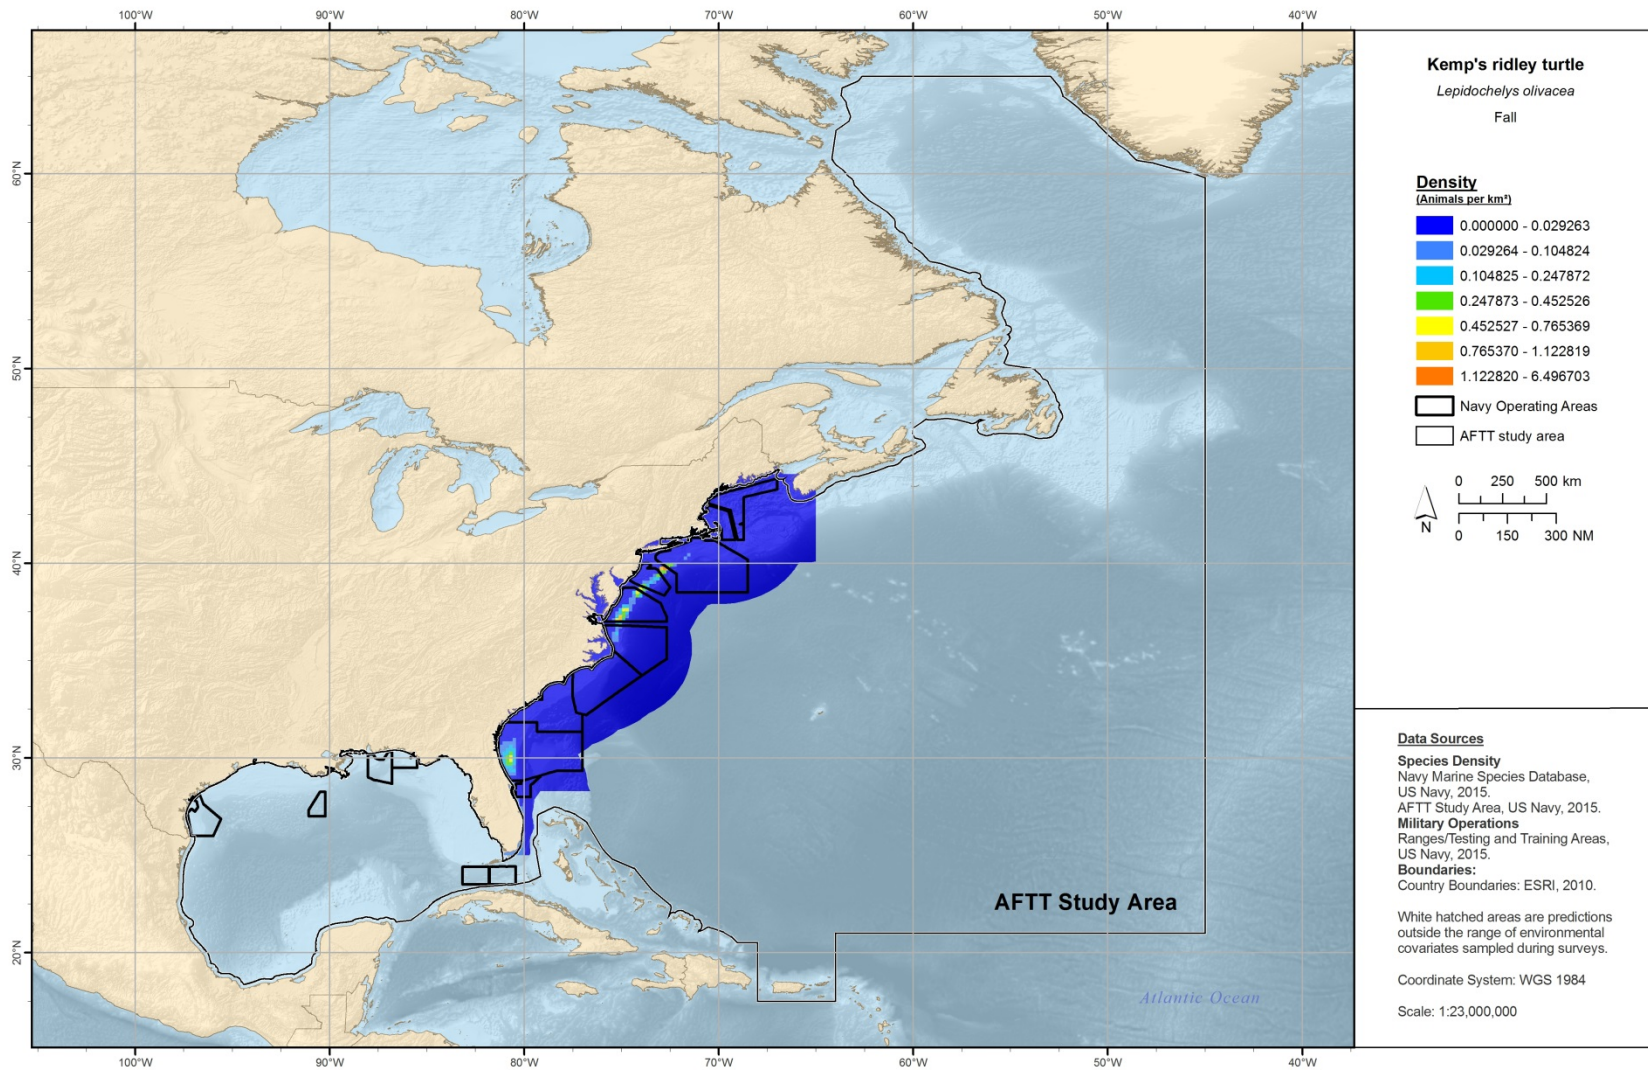 100°W 90°W 80°W 70°W 60°W 50°W 40°W
60°N
50°N
40°N
30°N
20°N
AFTT Study Area
Atlantic Ocean
100°W 90°W 80°W 70°W 60°W 50°W 40°W
Kemp's ridley turtle
Lepidochelys olivacea
Fall
Density
(Animals per km²)
0.000000 - 0.029263
0.029264 - 0.104824
0.104825 - 0.247872
0.247873 - 0.452526
0.452527 - 0.765369
0.765370 - 1.122819
1.122820 - 6.496703
Navy Operating Areas
AFTT study area
N
0 250 500 km
0 150 300 NM
Data Sources
Species Density
Navy Marine Species Database,
US Navy, 2015.
AFTT Study Area, US Navy, 2015.
Military Operations
Ranges/Testing and Training Areas,
US Navy, 2015.
Boundaries:
Country Boundaries: ESRI, 2010.
White hatched areas are predictions
outside the range of environmental
covariates sampled during surveys.
Coordinate System: WGS 1984
Scale: 1:23,000,000